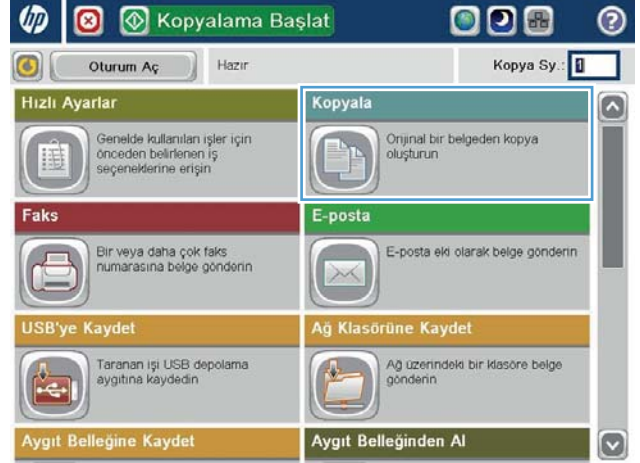 hp
Kopyalama Başlat
?
Oturum Aç
Hazır
Kopya Sy.: 1
Hızlı Ayarlar
Genelde kullanılan işler için
önceden belirlenen iş
seçeneklerine erişin
Kopyala
Orijinal bir belgeden kopya
oluşturun
Faks
Bir veya daha çok faks
numarasına belge gönderin
E-posta
E-posta eki olarak belge gönderin
USB'ye Kaydet
Taranan işi USB depolama
aygıtına kaydedin
Ağ Klasörüne Kaydet
Ağ üzerindeki bir klasöre belge
gönderin
Aygıt Belleğine Kaydet
Aygıt Belleğinden Al